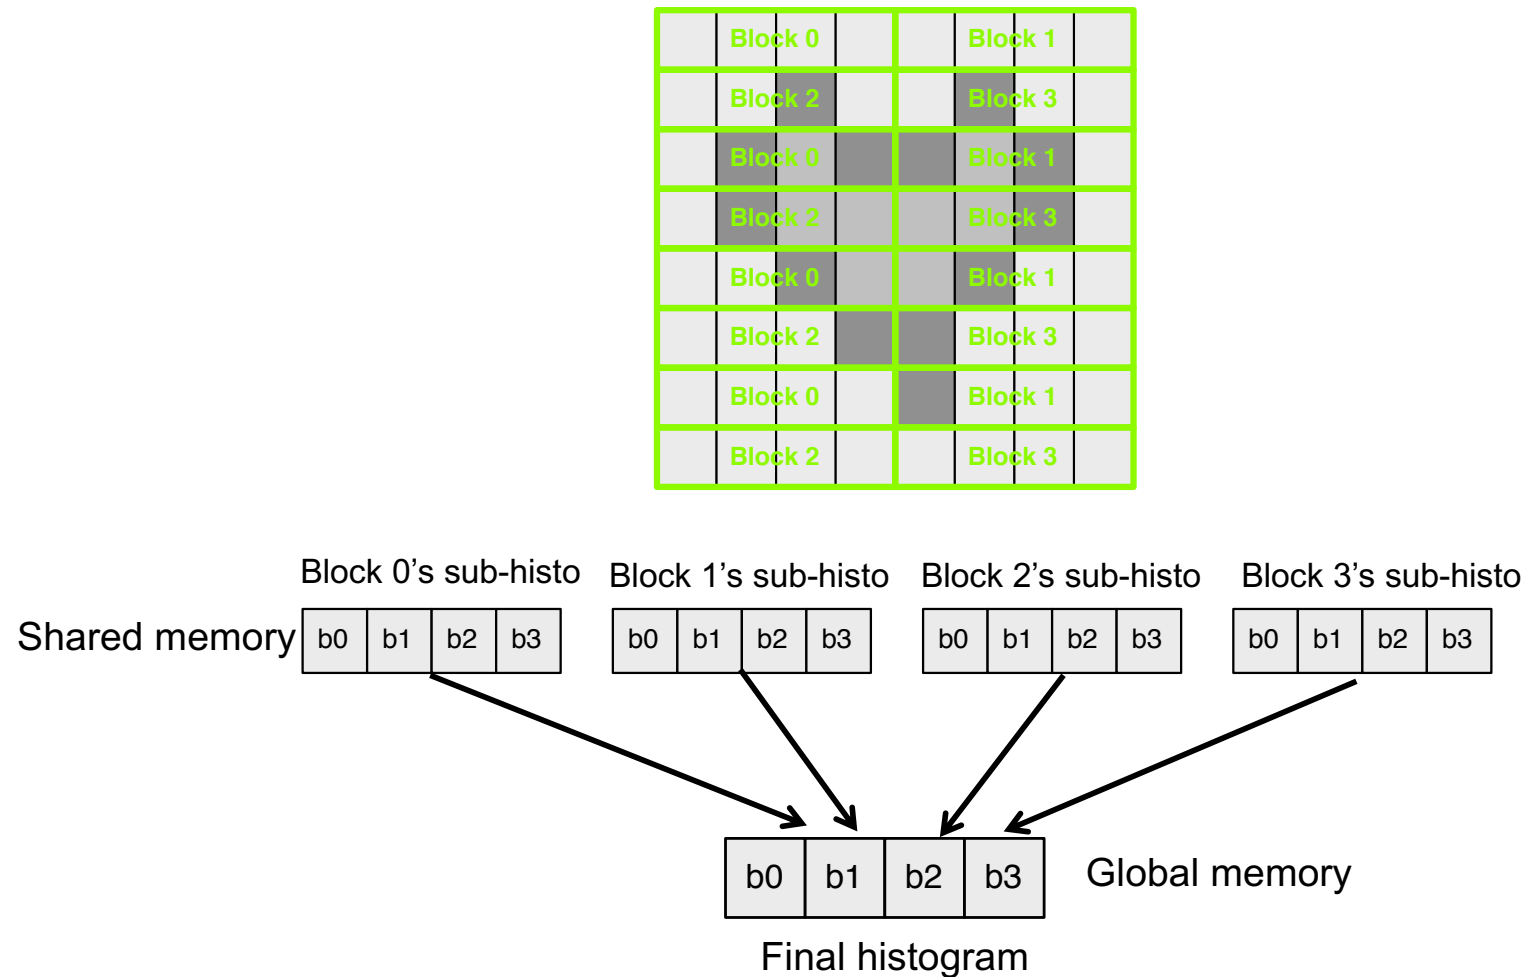 Block 0 Block 1
Block 2 Block 3
Block 0 Block 1
Block 2 Block 3
Block 0 Block 1
Block 2 Block 3
Block 0 Block 1
Block 2 Block 3
Block 0’s sub-histo Block 1’s sub-histo Block 2’s sub-histo Block 3’s sub-histo
Shared memory b0 b1 b2 b3 b0 b1 b2 b3 b0 b1 b2 b3 b0 b1 b2 b3
b0 b1 b2 b3 Global memory
Final histogram